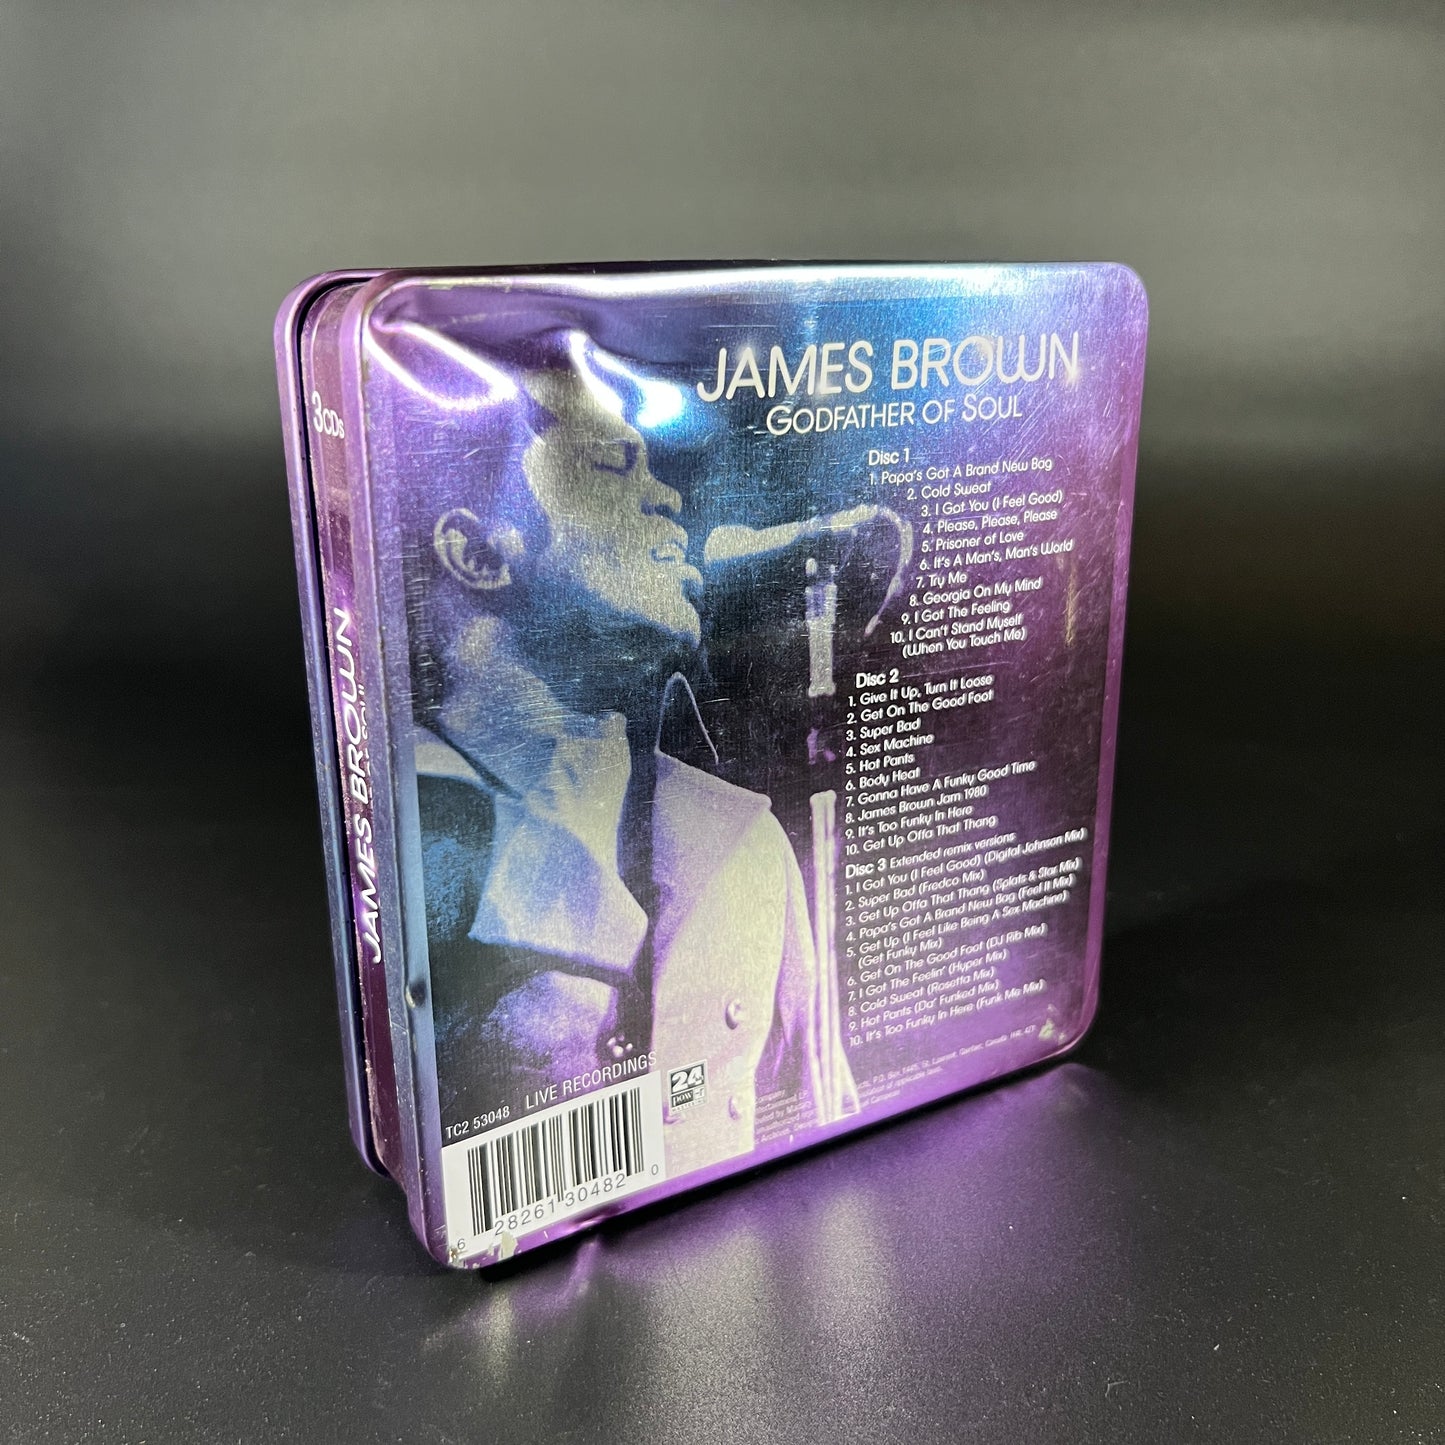 3CDs
JAMES BROWN
JAMES BROWN
GODFATHER OF SOUL
Disc 1
1. Papa's Got A Brand New Bag
2. Cold Sweat
3. I Got You (I Feel Good)
4. Please, Please, Please
5. Prisoner of Love
6. It's A Man's, Man's World
7. Try Me
8. Georgia On My Mind
9. I Got The Feeling
10. I Can't Stand Myself
(When You Touch Me)
Disc 2
1. Give It Up, Turn It Loose
2. Get On The Good Foot
3. Super Bad
4. Sex Machine
5. Hot Pants
6. Body Heat
7. Gonna Have A Funky Good Time
8. James Brown Jam 1980
9. It's Too Funky In Here
10. Get Up Offa That Thang
Disc 3 Extended remix versions
1. I Got You (I Feel Good) (Digital Johnson Mix)
2. Super Bad (Fredco Mix)
3. Get Up Offa That Thang (Splats & Star Mix)
4. Papa's Got A Brand New Bag (Feel It Mix)
5. Get Up (I Feel Like Being A Sex Machine)
(Get Funky Mix)
6. Get On The Good Foot (DJ Rib Mix)
7. I Got The Feelin' (Hyper Mix)
8. Cold Sweat (Rosetta Mix)
9. Hot Pants (Da' Funked Mix)
10. It's Too Funky In Here (Funk Me Mix)
TC2 53048 LIVE RECORDINGS
24
6 28261 30482 0
P.O. Box 1445, St. Laurent, Quebec, Canada